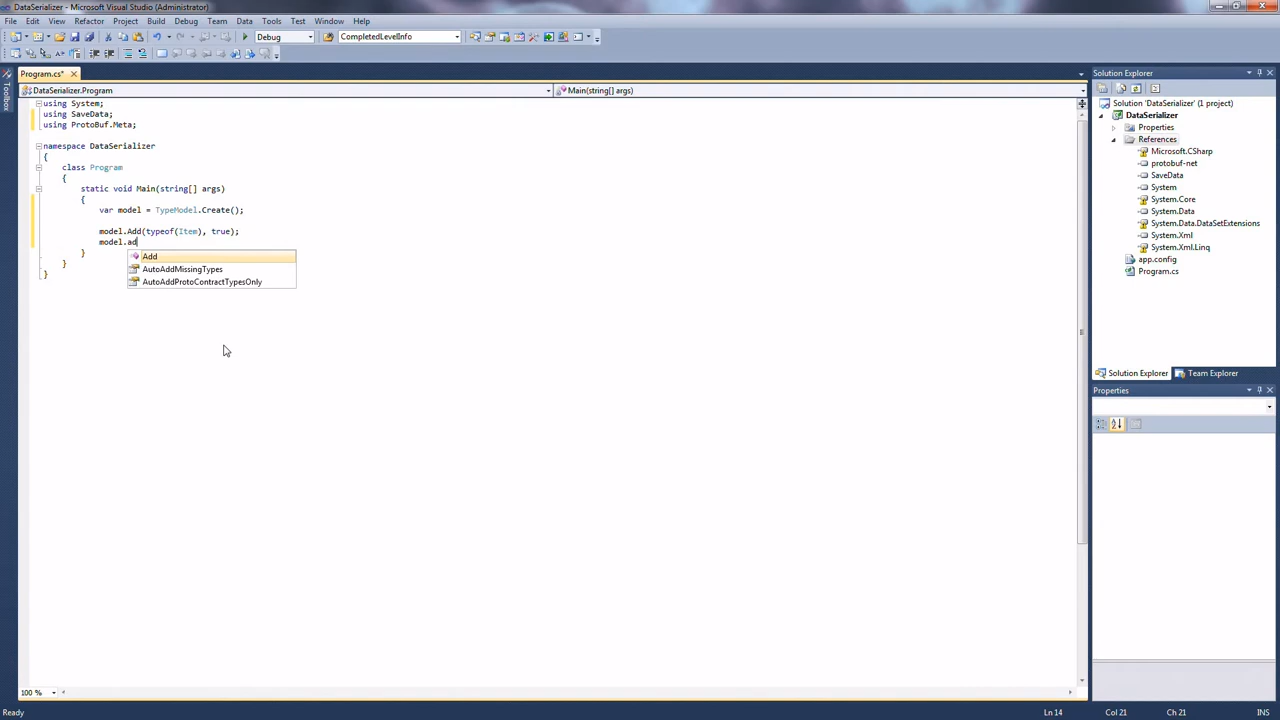 DataSerializer - Microsoft Visual Studio (Administrator)
File Edit View Refactor Project Build Debug Team Data Tools Test Window Help
Debug CompletedLevelInfo
Toolbox
Program.cs*
DataSerializer.Program Main(string[] args)
using System;
using SaveData;
using ProtoBuf.Meta;
namespace DataSerializer
{
class Program
{
static void Main(string[] args)
{
var model = TypeModel.Create();
model.Add(typeof(Item), true);
model.ad
}
}
}
Add
AutoAddMissingTypes
AutoAddProtoContractTypesOnly
100 %
Solution Explorer
Solution 'DataSerializer' (1 project)
DataSerializer
Properties
References
Microsoft.CSharp
protobuf-net
SaveData
System
System.Core
System.Data
System.Data.DataSetExtensions
System.Xml
System.Xml.Linq
app.config
Program.cs
Solution Explorer Team Explorer
Properties
Ready Ln 14 Col 21 Ch 21 INS